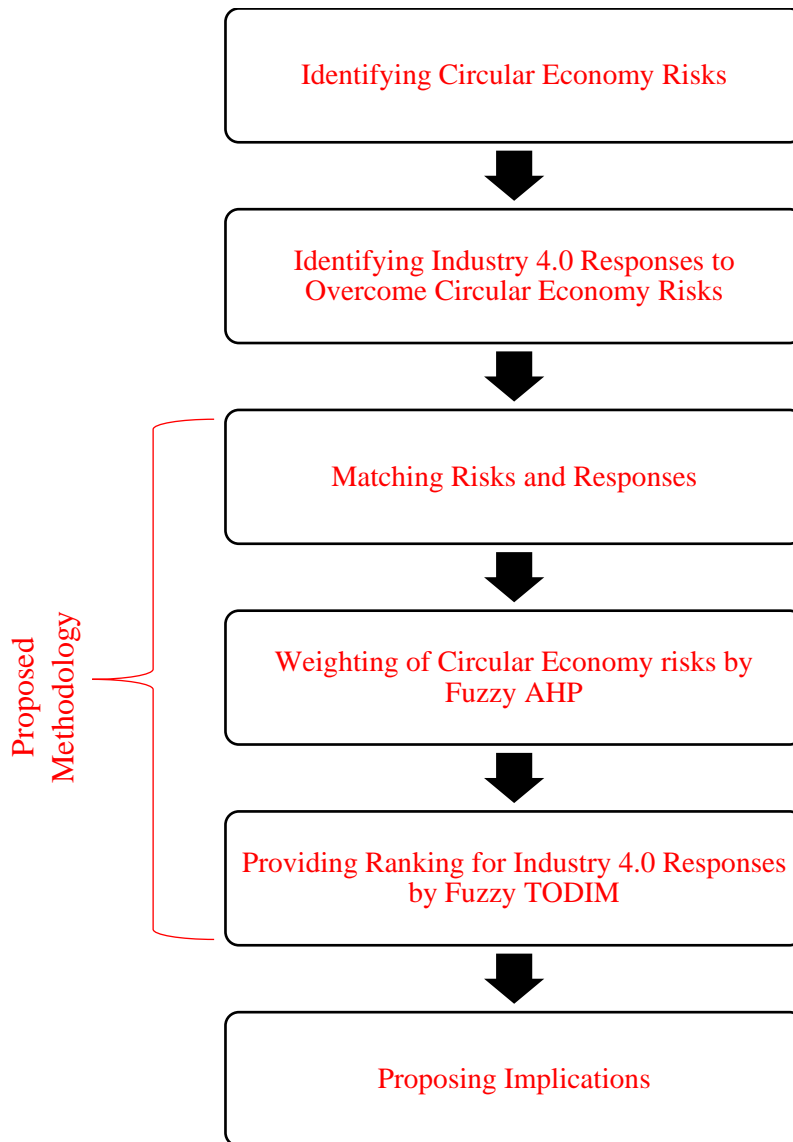 Identifying Circular Economy Risks
Identifying Industry 4.0 Responses to
Overcome Circular Economy Risks
Proposed
Methodology
Matching Risks and Responses
Weighting of Circular Economy risks by
Fuzzy AHP
Providing Ranking for Industry 4.0 Responses
by Fuzzy TODIM
Proposing Implications